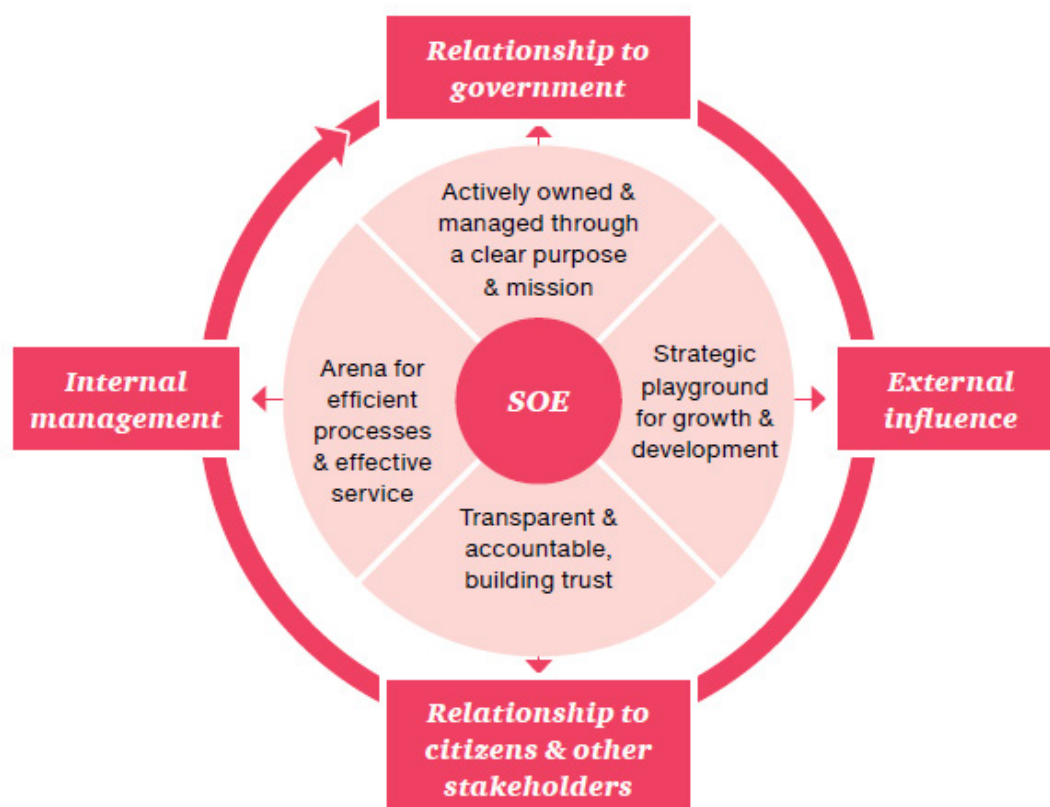 Relationship to
government
Actively owned &
managed through
a clear purpose
& mission
Internal
management
Arena for
efficient
processes
& effective
service
SOE
Strategic
playground
for growth &
development
External
influence
Transparent &
accountable,
building trust
Relationship to
citizens & other
stakeholders